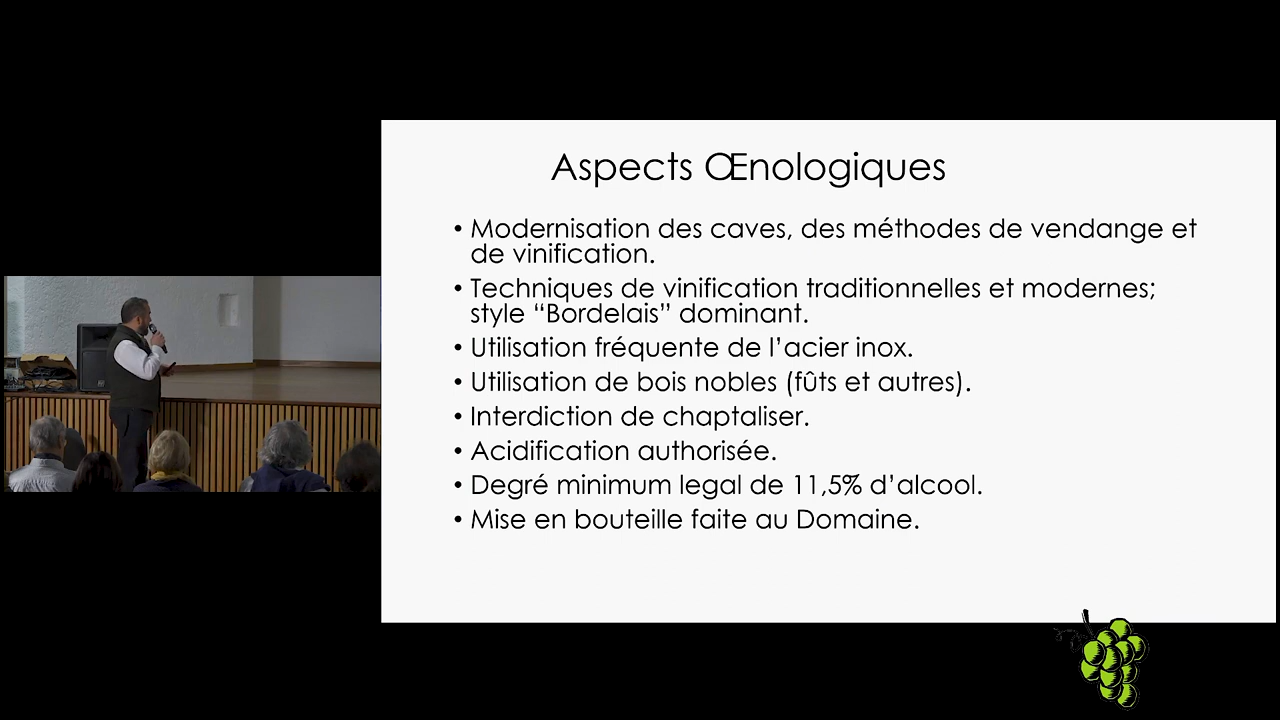 Aspects Œnologiques
• Modernisation des caves, des méthodes de vendange et
de vinification.
• Techniques de vinification traditionnelles et modernes;
style “Bordelais” dominant.
• Utilisation fréquente de l’acier inox.
• Utilisation de bois nobles (fûts et autres).
• Interdiction de chaptaliser.
• Acidification authorisée.
• Degré minimum legal de 11,5% d’alcool.
• Mise en bouteille faite au Domaine.